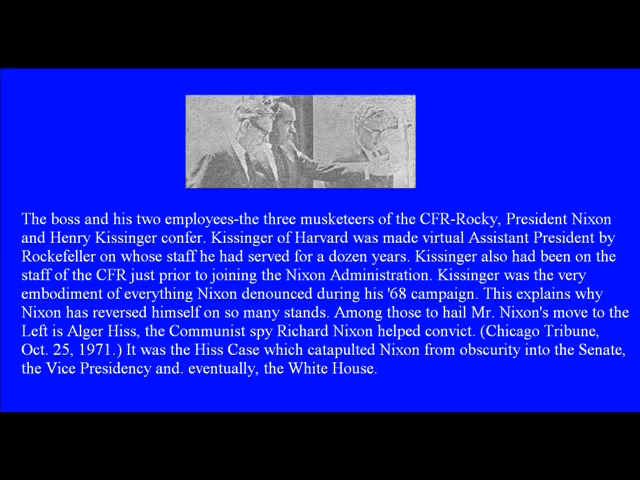 The boss and his two employees-the three musketeers of the CFR-Rocky, President Nixon
and Henry Kissinger confer. Kissinger of Harvard was made virtual Assistant President by
Rockefeller on whose staff he had served for a dozen years. Kissinger also had been on the
staff of the CFR just prior to joining the Nixon Administration. Kissinger was the very
embodiment of everything Nixon denounced during his '68 campaign. This explains why
Nixon has reversed himself on so many stands. Among those to hail Mr. Nixon's move to the
Left is Alger Hiss, the Communist spy Richard Nixon helped convict. (Chicago Tribune,
Oct. 25, 1971.) It was the Hiss Case which catapulted Nixon from obscurity into the Senate,
the Vice Presidency and. eventually, the White House.